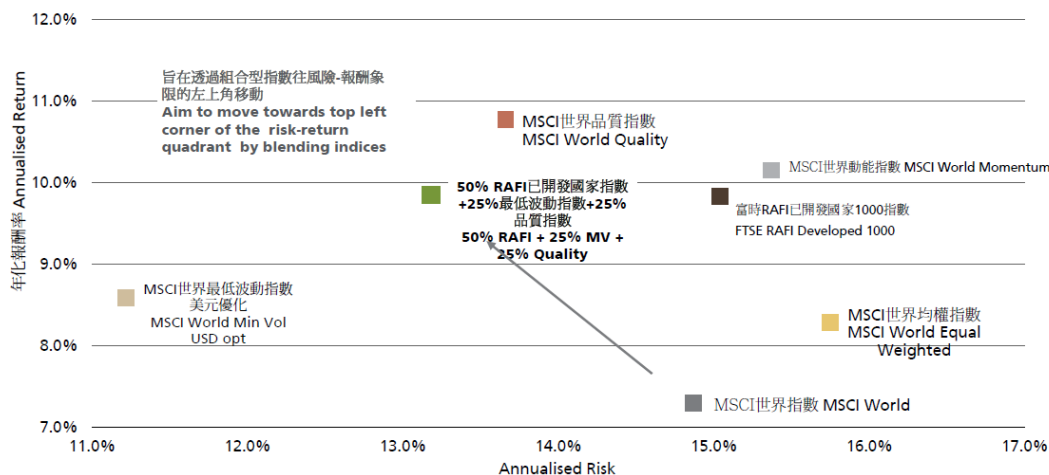 12.0%
旨在透過組合型指數往風險-報酬象
限的左上角移動
Aim to move towards top left
corner of the risk-return
quadrant by blending indices
11.0%
MSCI世界品質指數
MSCI World Quality
MSCI世界動能指數 MSCI World Momentum
10.0%
50% RAFI已開發國家指數
+25%最低波動指數+25%
品質指數
50% RAFI + 25% MV +
25% Quality
富時RAFI已開發國家1000指數
FTSE RAFI Developed 1000
年化報酬率 Annualised Return
9.0%
MSCI世界最低波動指數
美元優化
MSCI World Min Vol
USD opt
MSCI世界均權指數
MSCI World Equal
Weighted
8.0%
MSCI世界指數 MSCI World
7.0%
11.0% 12.0% 13.0% 14.0% 15.0% 16.0% 17.0%
Annualised Risk